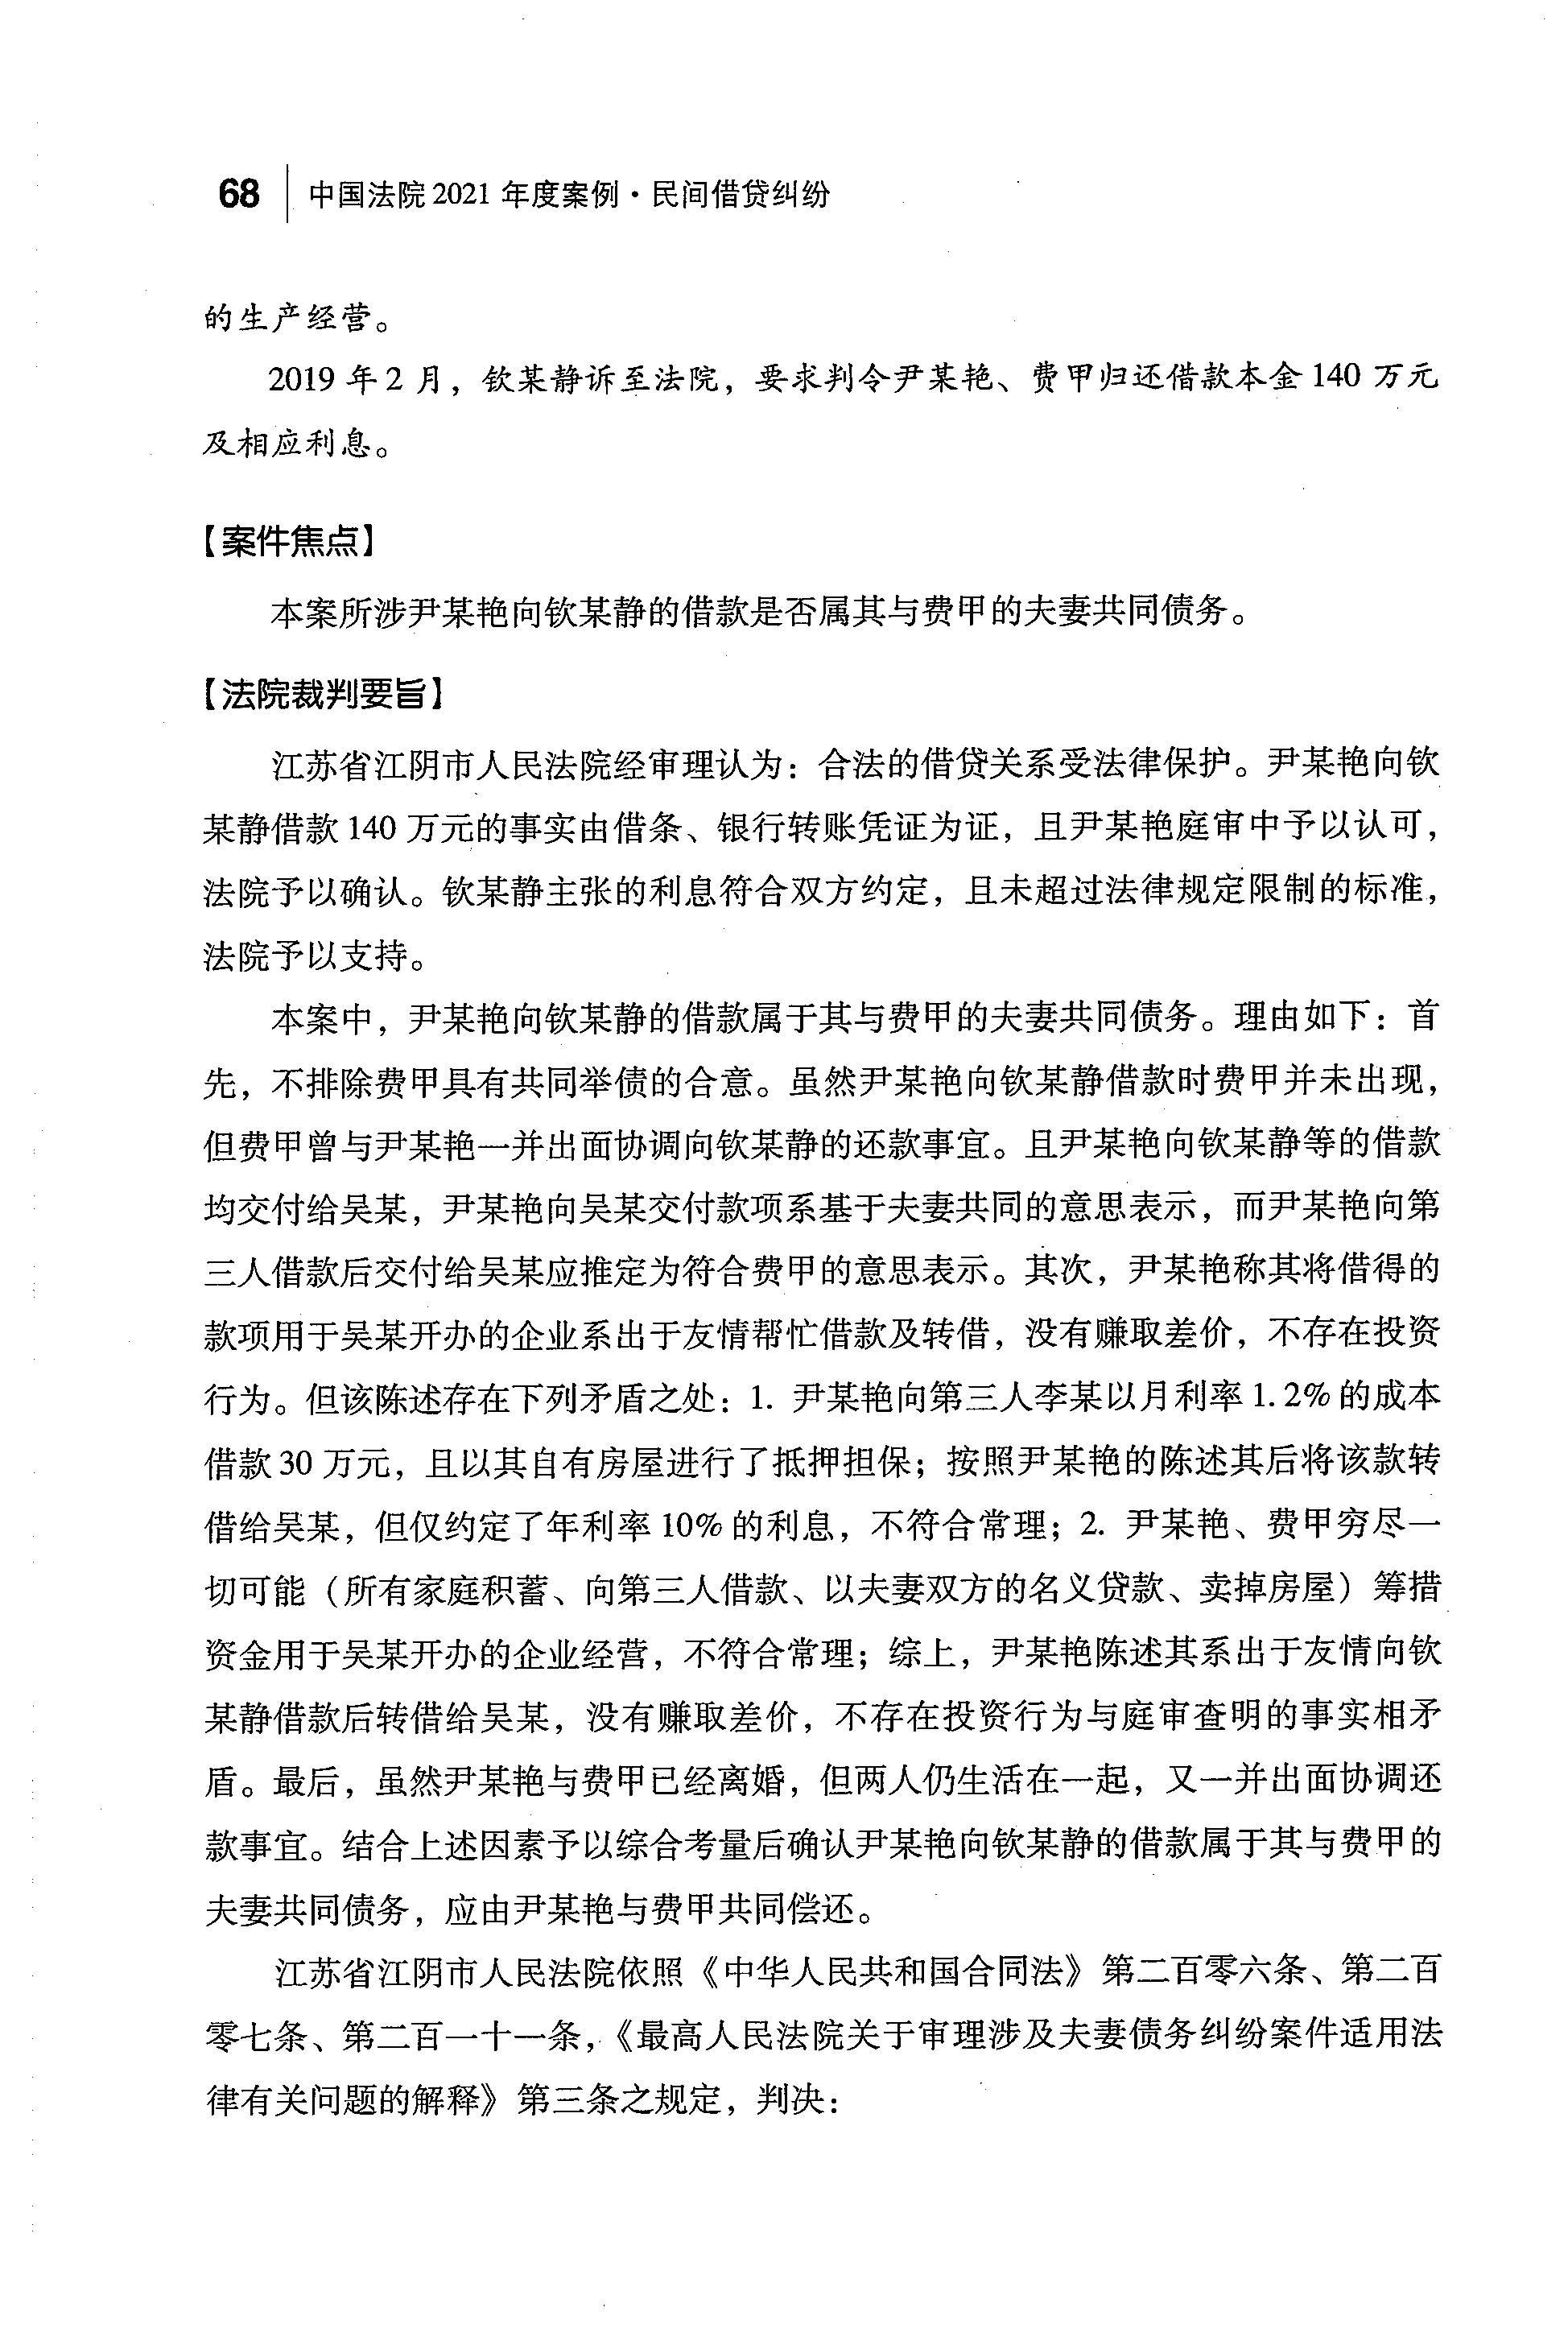 68 中国法院2021年度案例·民间借贷纠纷
的生产经营。
2019年2月，钦某静诉至法院，要求判令尹某艳、费甲归还借款本金140万元
及相应利息。
【案件焦点】
本案所涉尹某艳向钦某静的借款是否属其与费甲的夫妻共同债务。
【法院裁判要旨】
江苏省江阴市人民法院经审理认为：合法的借贷关系受法律保护。尹某艳向钦
某静借款140万元的事实由借条、银行转账凭证为证，且尹某艳庭审中予以认可，
法院予以确认。钦某静主张的利息符合双方约定，且未超过法律规定限制的标准，
法院予以支持。
本案中，尹某艳向钦某静的借款属于其与费甲的夫妻共同债务。理由如下：首
先，不排除费甲具有共同举债的合意。虽然尹某艳向钦某静借款时费甲并未出现，
但费甲曾与尹某艳一并出面协调向钦某静的还款事宜。且尹某艳向钦某静等的借款
均交付给吴某，尹某艳向吴某交付款项系基于夫妻共同的意思表示，而尹某艳向第
三人借款后交付给吴某应推定为符合费甲的意思表示。其次，尹某艳称其将借得的
款项用于吴某开办的企业系出于友情帮忙借款及转借，没有赚取差价，不存在投资
行为。但该陈述存在下列矛盾之处：1. 尹某艳向第三人李某以月利率1.2%的成本
借款30万元，且以其自有房屋进行了抵押担保；按照尹某艳的陈述其后将该款转
借给吴某，但仅约定了年利率10%的利息，不符合常理；2. 尹某艳、费甲穷尽一
切可能（所有家庭积蓄、向第三人借款、以夫妻双方的名义贷款、卖掉房屋）筹措
资金用于吴某开办的企业经营，不符合常理；综上，尹某艳陈述其系出于友情向钦
某静借款后转借给吴某，没有赚取差价，不存在投资行为与庭审查明的事实相矛
盾。最后，虽然尹某艳与费甲已经离婚，但两人仍生活在一起，又一并出面协调还
款事宜。结合上述因素予以综合考量后确认尹某艳向钦某静的借款属于其与费甲的
夫妻共同债务，应由尹某艳与费甲共同偿还。
江苏省江阴市人民法院依照《中华人民共和国合同法》第二百零六条、第二百
零七条、第二百一十一条，《最高人民法院关于审理涉及夫妻债务纠纷案件适用法
律有关问题的解释》第三条之规定，判决：